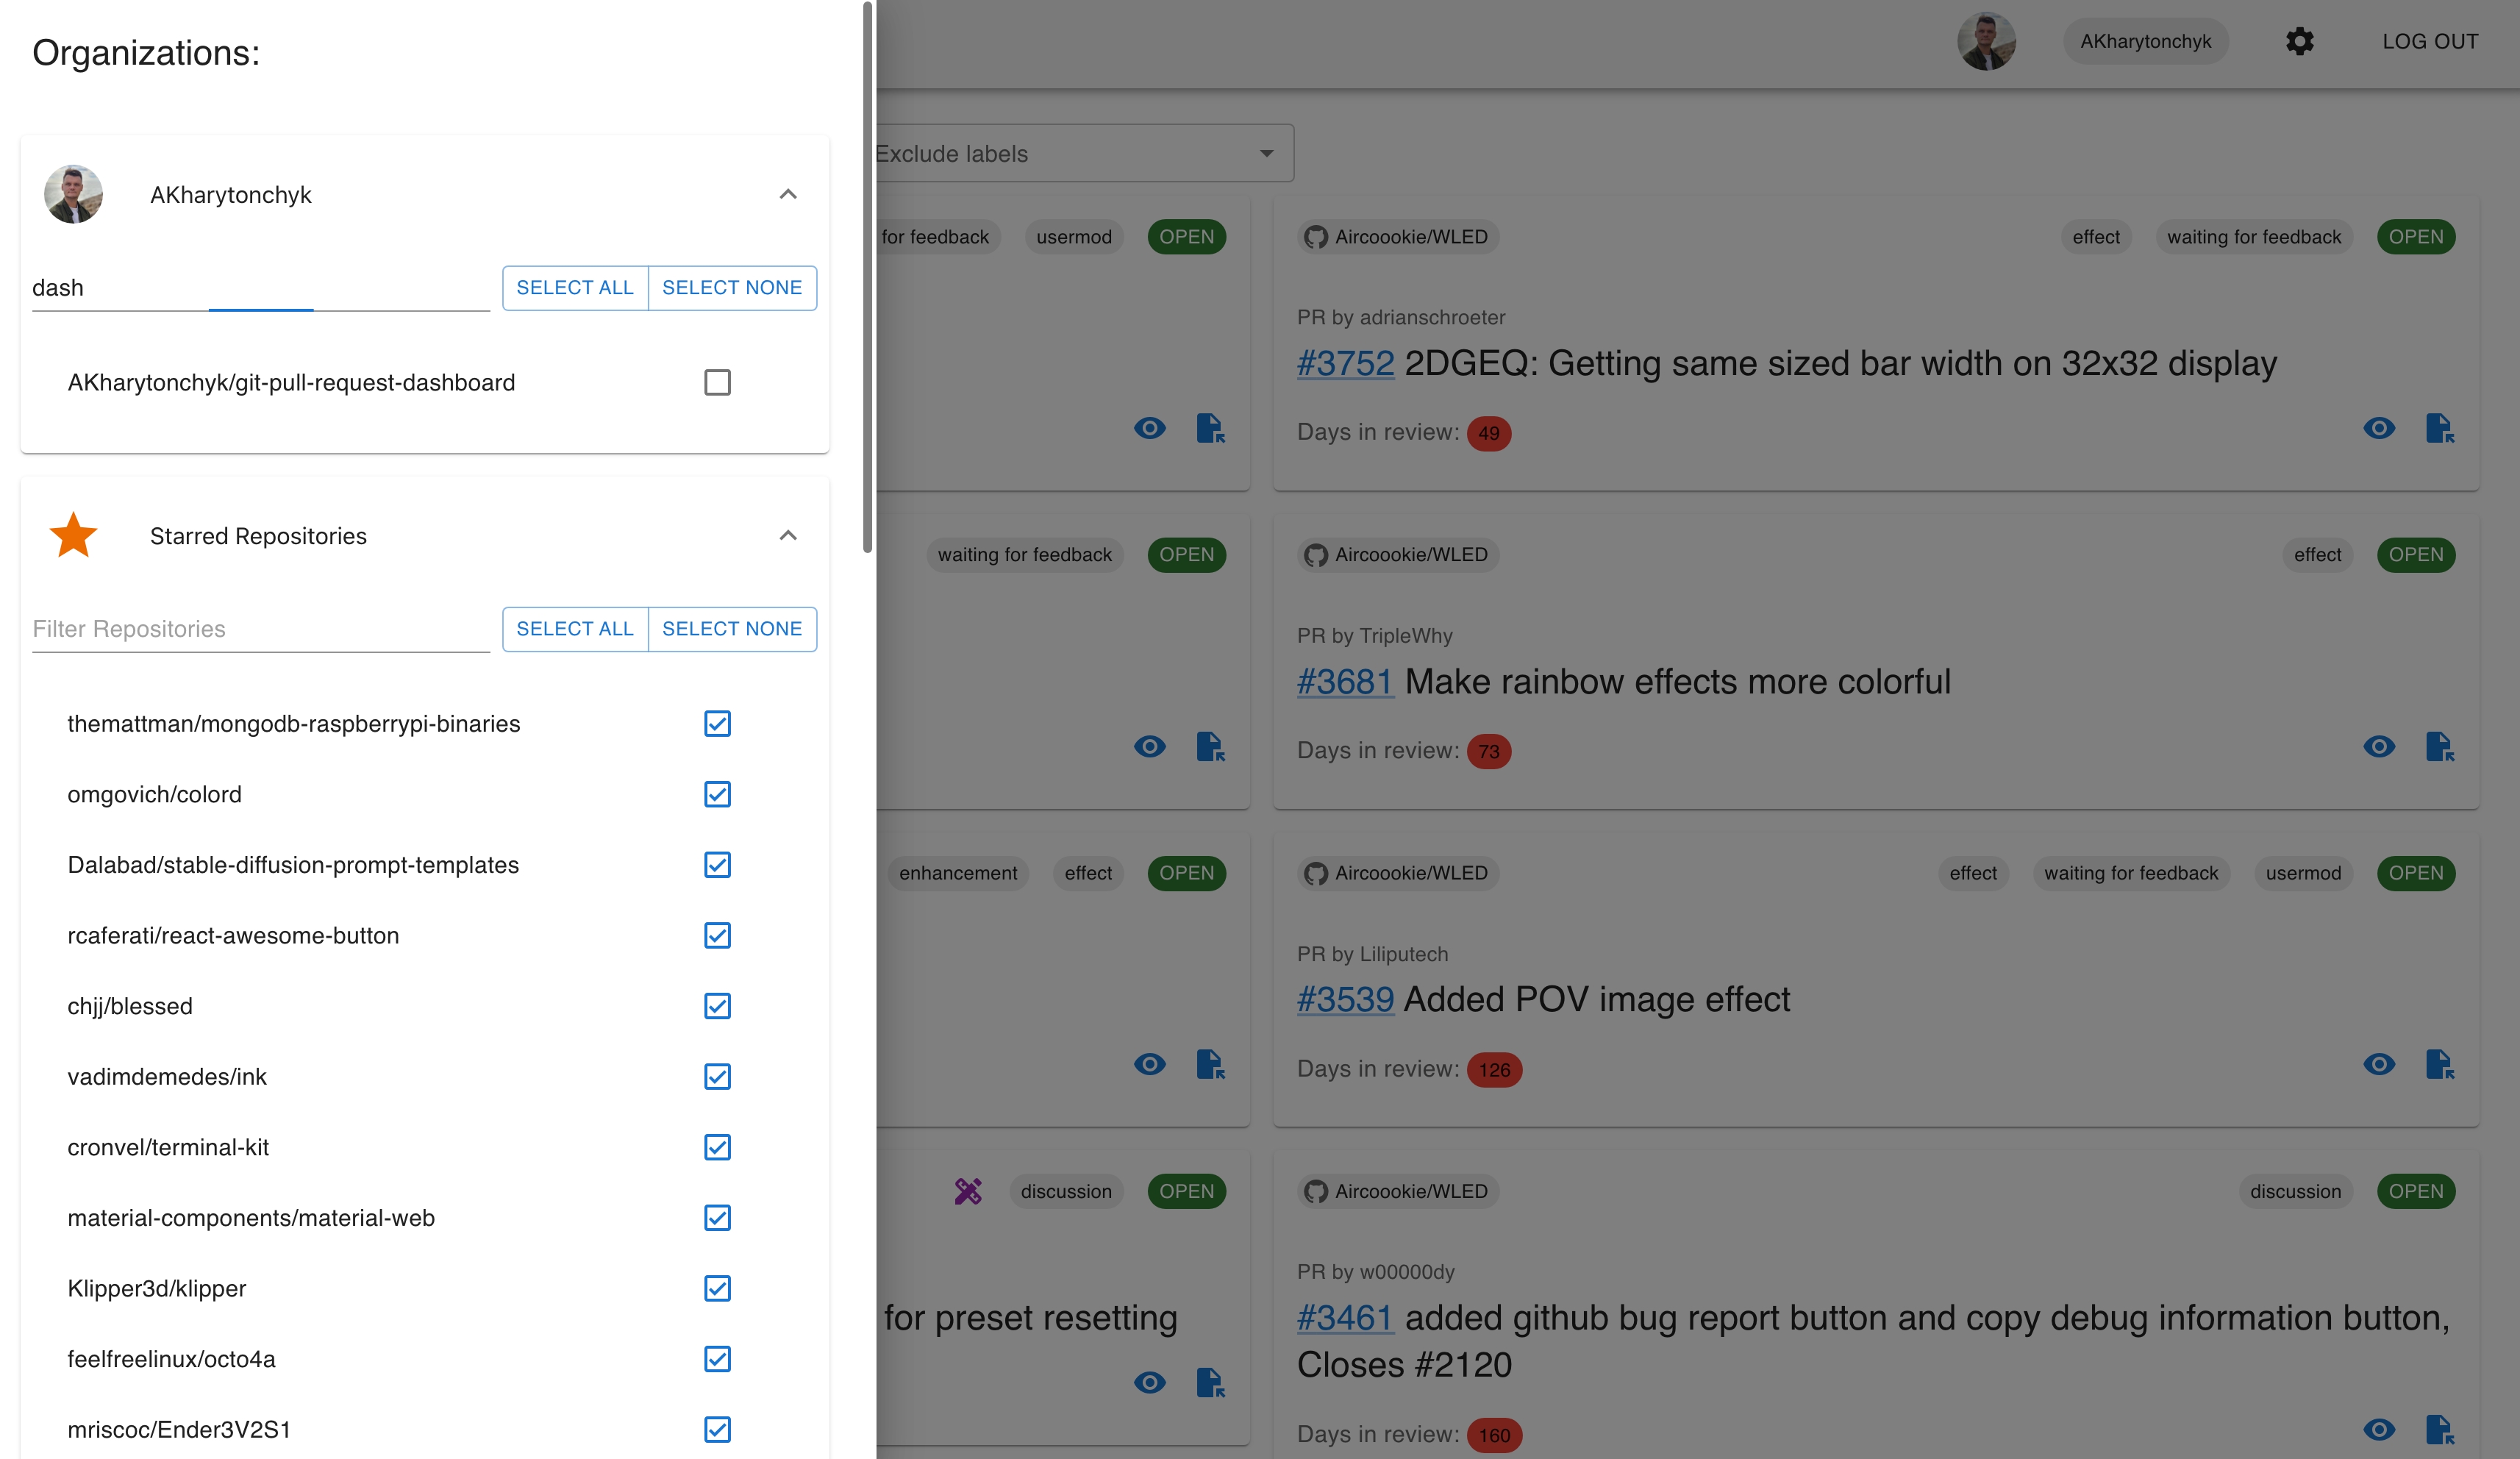 Organizations:
AKharytonchyk
dash
SELECT ALL
SELECT NONE
AKharytonchyk/git-pull-request-dashboard
Starred Repositories
Filter Repositories
SELECT ALL
SELECT NONE
themattman/mongodb-raspberrypi-binaries
omgovich/colord
Dalabad/stable-diffusion-prompt-templates
rcaferati/react-awesome-button
chjj/blessed
vadimdemedes/ink
cronvel/terminal-kit
material-components/material-web
Klipper3d/klipper
feelfreelinux/octo4a
mriscoc/Ender3V2S1
AKharytonchyk
LOG OUT
Exclude labels
for feedback
usermod
OPEN
Aircoookie/WLED
effect
waiting for feedback
OPEN
PR by adrianschroeter
#3752 2DGEQ: Getting same sized bar width on 32x32 display
Days in review: 49
waiting for feedback
OPEN
Aircoookie/WLED
effect
OPEN
PR by TripleWhy
#3681 Make rainbow effects more colorful
Days in review: 73
enhancement
effect
OPEN
Aircoookie/WLED
effect
waiting for feedback
usermod
OPEN
PR by Liliputech
#3539 Added POV image effect
Days in review: 126
discussion
OPEN
for preset resetting
Aircoookie/WLED
discussion
OPEN
PR by w00000dy
#3461 added github bug report button and copy debug information button,
Closes #2120
Days in review: 160